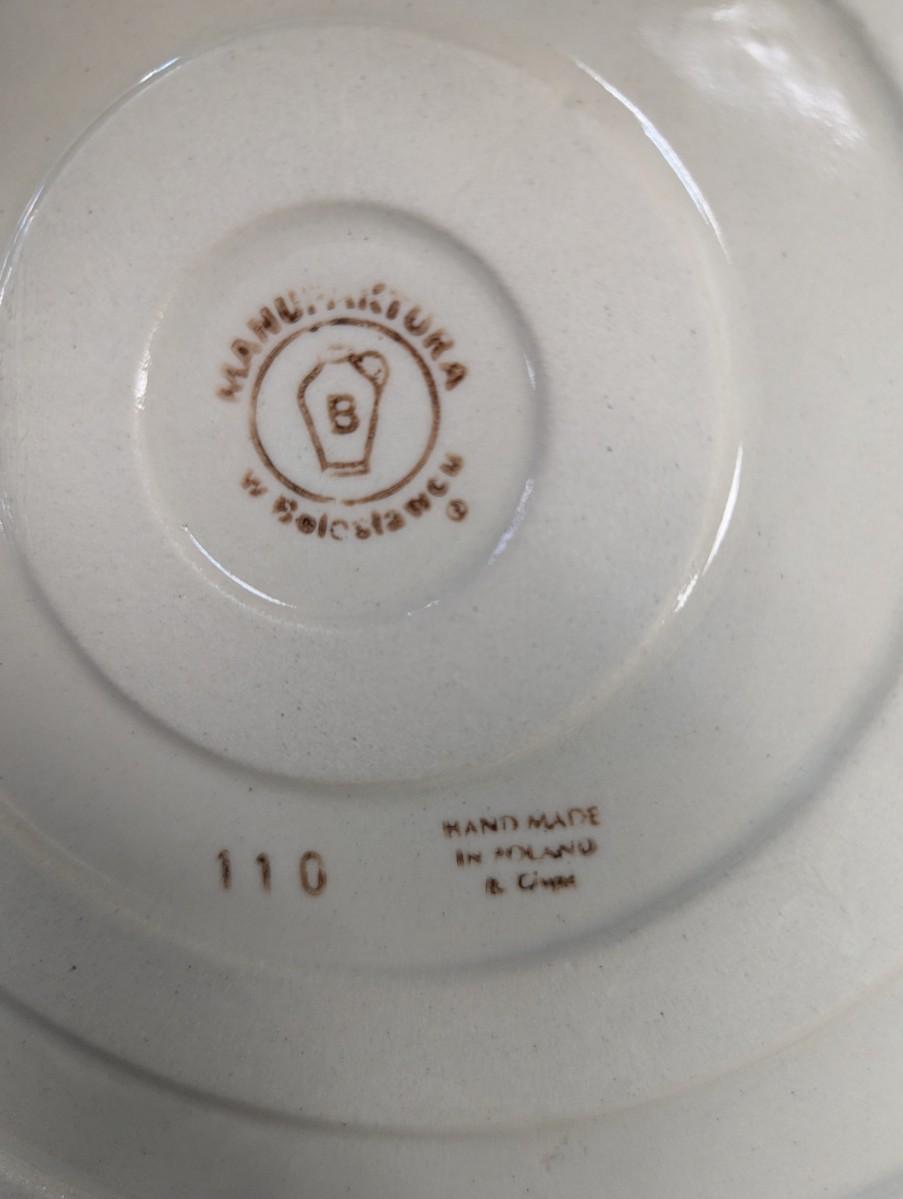 MANUFAKTURA
B
w Bolesławcu ®
110
HAND MADE
IN POLAND